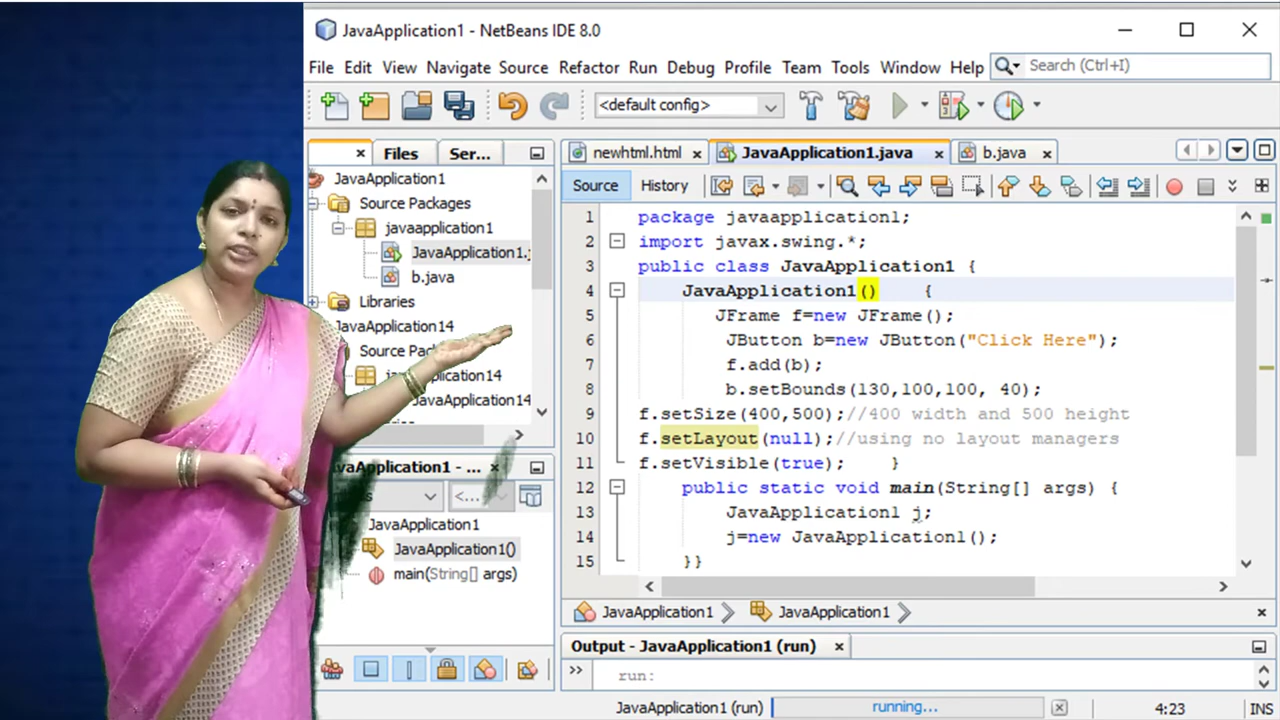 JavaApplication1 - NetBeans IDE 8.0
File Edit View Navigate Source Refactor Run Debug Profile Team Tools Window Help
Search (Ctrl+I)
<default config>
Files Ser...
newhtml.html JavaApplication1.java b.java
JavaApplication1
Source Packages
javaapplication1
JavaApplication1.j
b.java
Libraries
JavaApplication14
Source Pac
14
JavaApplication14
Source History
1 package javaapplication1;
2 import javax.swing.*;
3 public class JavaApplication1 {
4 JavaApplication1() {
5 JFrame f=new JFrame();
6 JButton b=new JButton("Click Here");
7 f.add(b);
8 b.setBounds(130,100,100, 40);
9 f.setSize(400,500);//400 width and 500 height
10 f.setLayout(null);//using no layout managers
11 f.setVisible(true); }
12 public static void main(String[] args) {
13 JavaApplication1 j;
14 j=new JavaApplication1();
15 }}
JavaApplication1 JavaApplication1
avaApplication1 - ...
<...
JavaApplication1
JavaApplication1()
main(String[] args)
Output - JavaApplication1 (run)
run:
JavaApplication1 (run) running... 4:23 INS